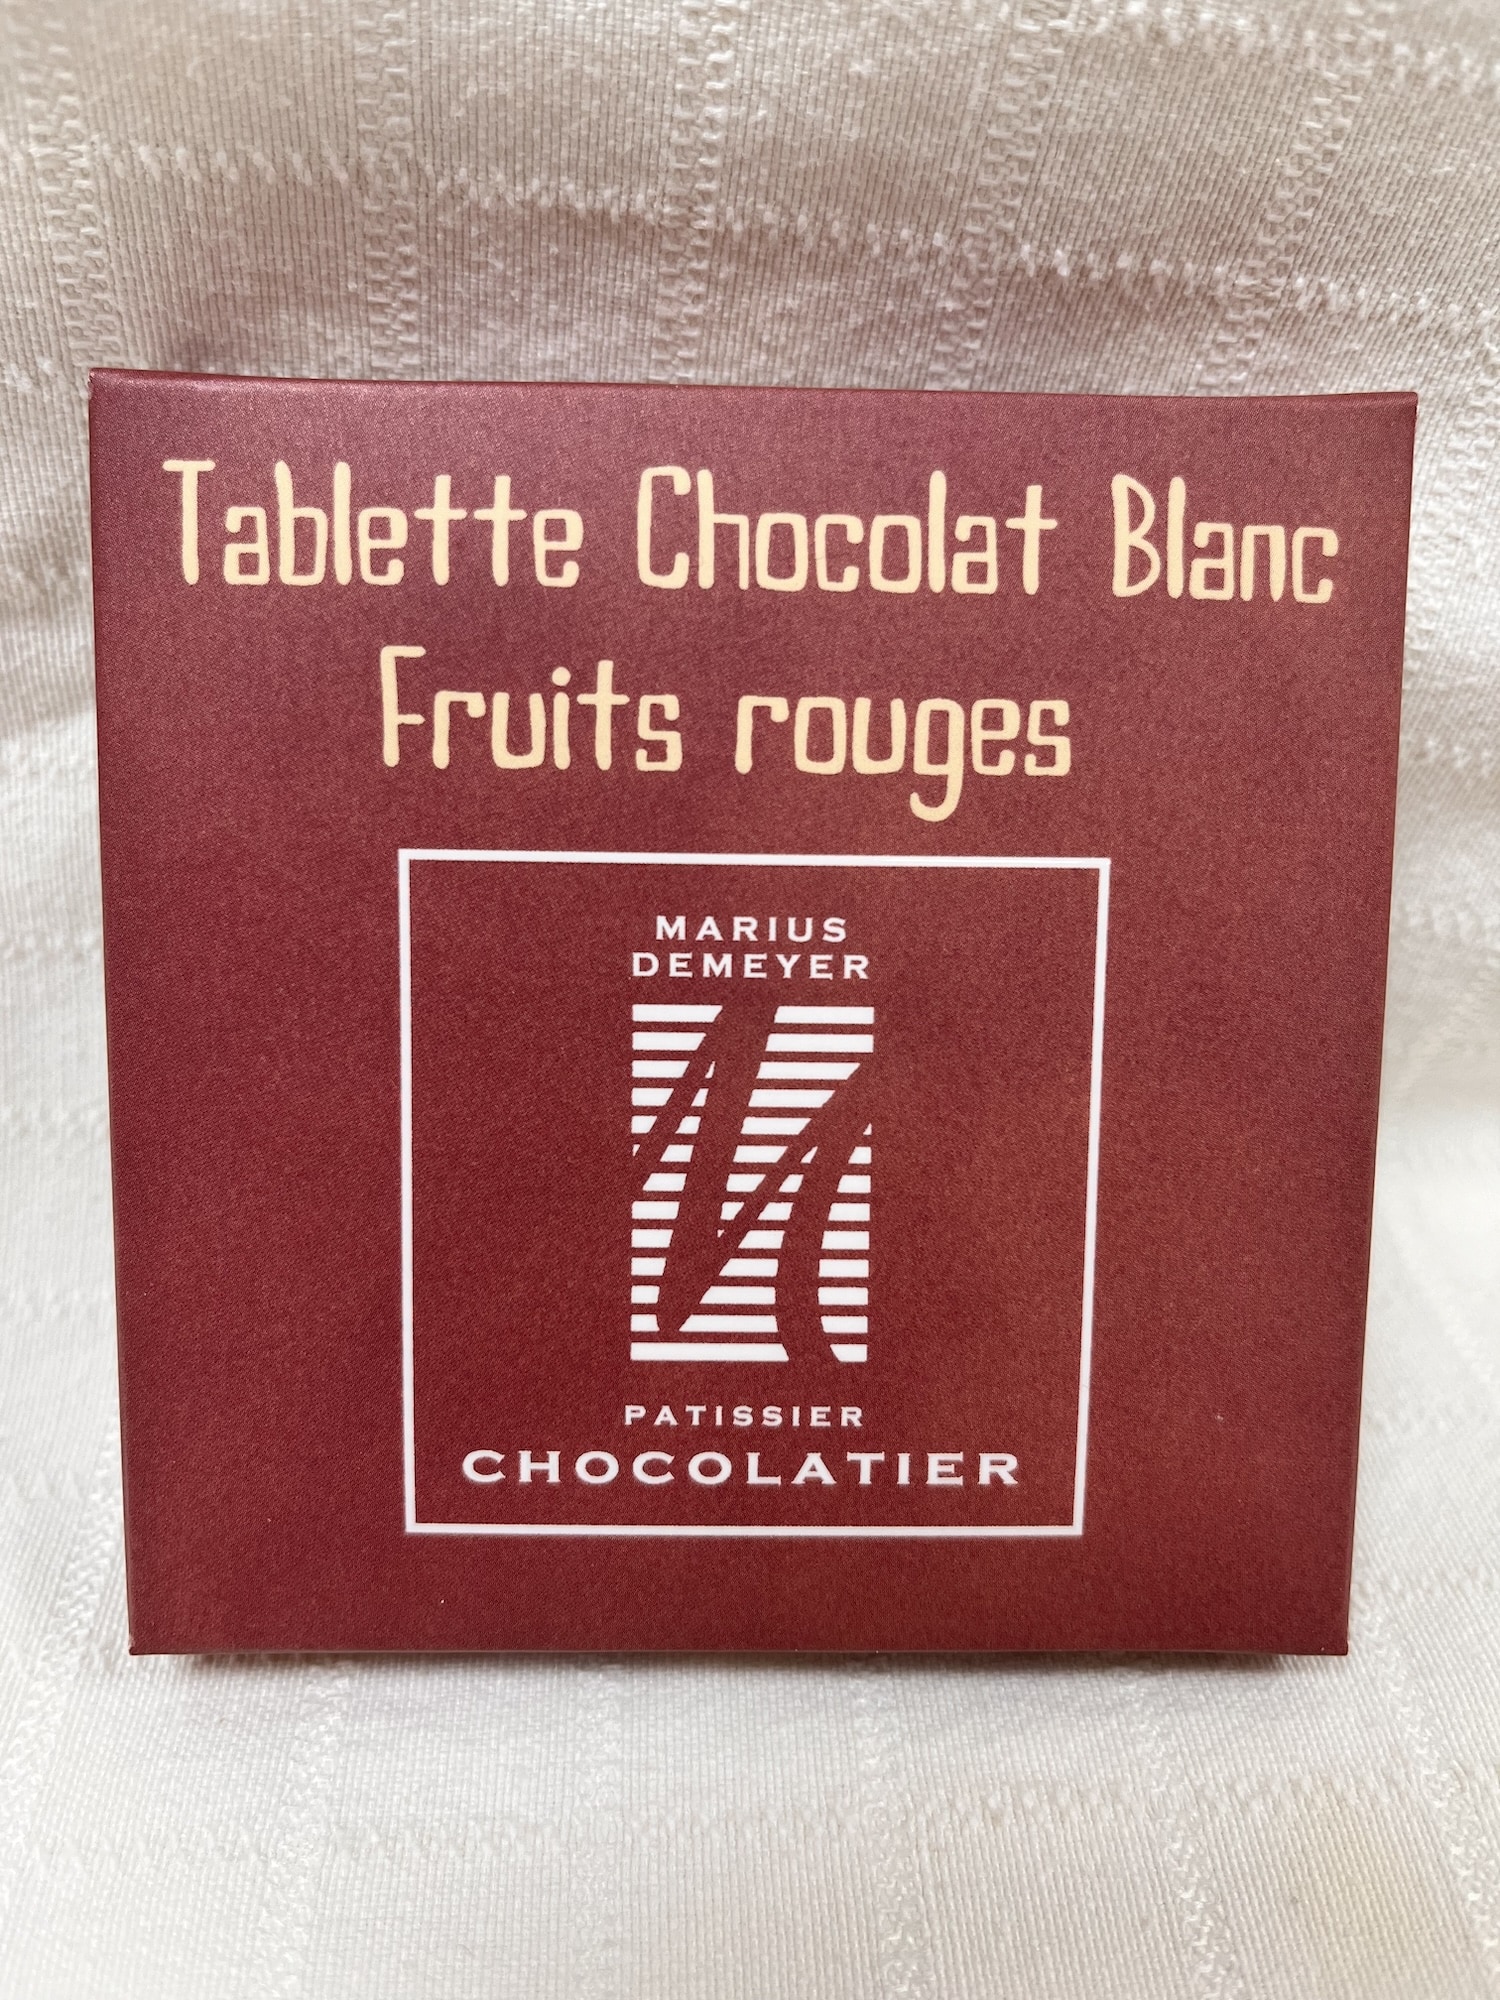 Tablette Chocolat Blanc
Fruits rouges
MARIUS
DEMEYER
PATISSIER
CHOCOLATIER